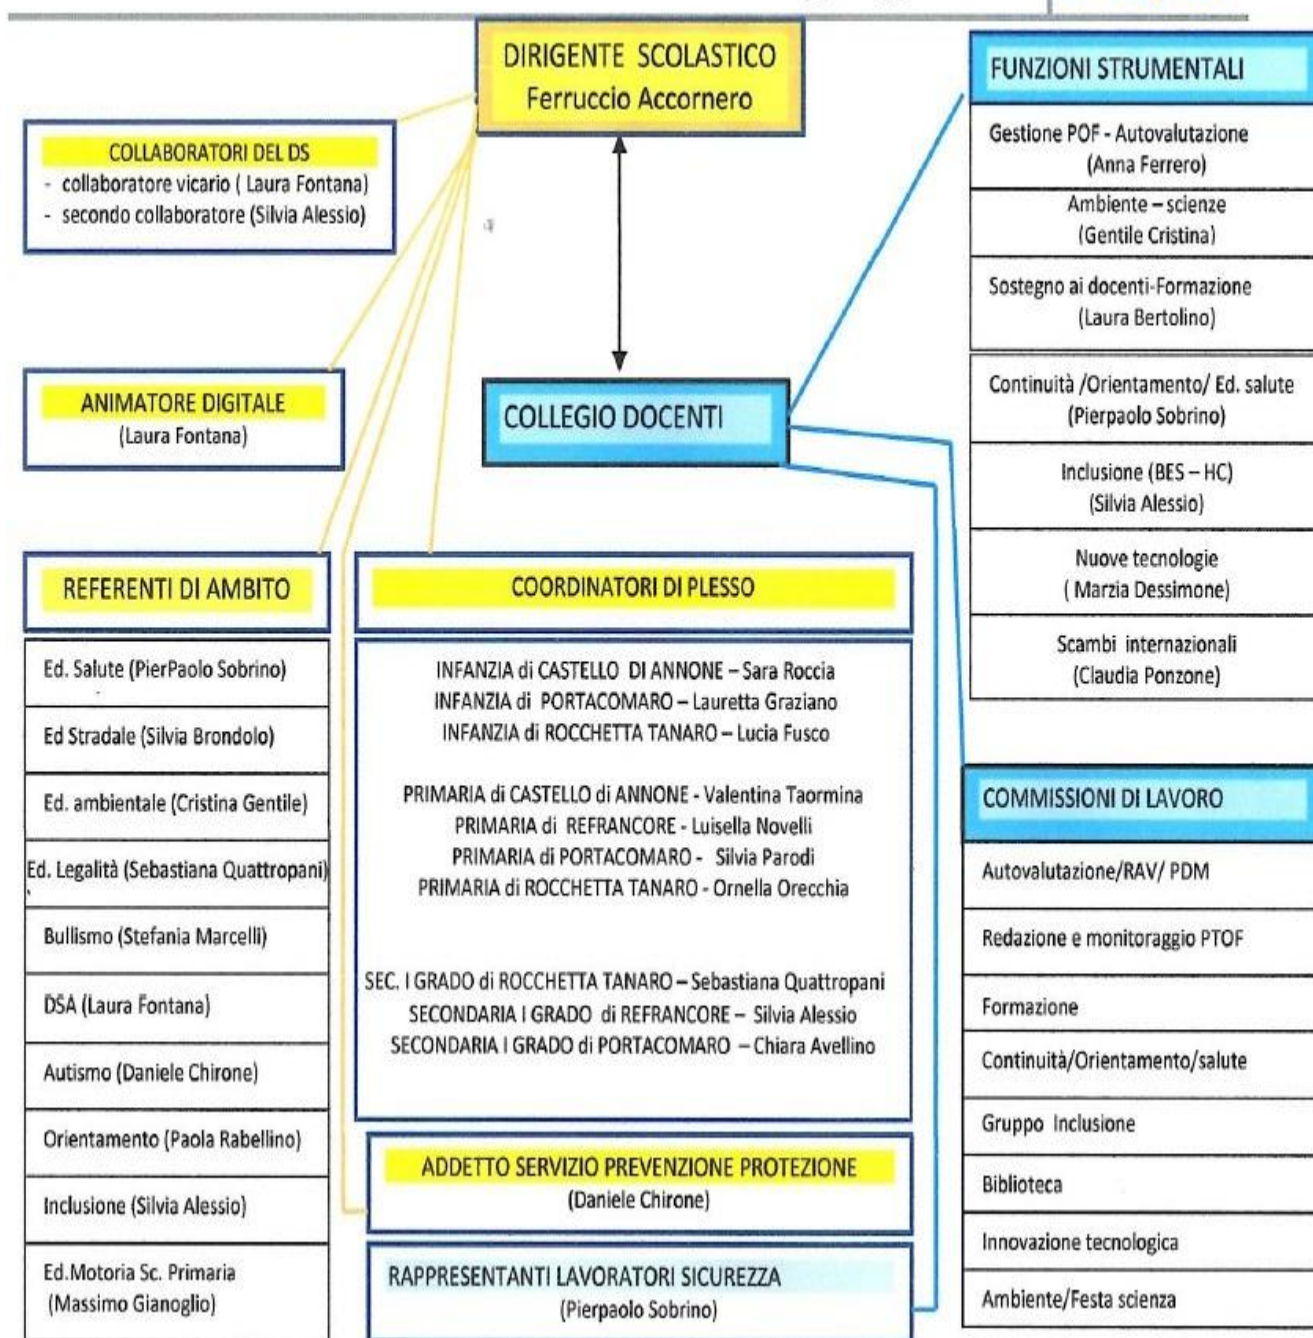 DIRIGENTE SCOLASTICO
Ferruccio Accornero
COLLABORATORI DEL DS
- collaboratore vicario ( Laura Fontana)
- secondo collaboratore (Silvia Alessio)
ANIMATORE DIGITALE
(Laura Fontana)
COLLEGIO DOCENTI
FUNZIONI STRUMENTALI
Gestione POF - Autovalutazione
(Anna Ferrero)
Ambiente – scienze
(Gentile Cristina)
Sostegno ai docenti-Formazione
(Laura Bertolino)
Continuità /Orientamento/ Ed. salute
(Pierpaolo Sobrino)
Inclusione (BES – HC)
(Silvia Alessio)
Nuove tecnologie
( Marzia Dessimone)
Scambi internazionali
(Claudia Ponzone)
REFERENTI DI AMBITO
Ed. Salute (PierPaolo Sobrino)
Ed Stradale (Silvia Brondolo)
Ed. ambientale (Cristina Gentile)
Ed. Legalità (Sebastiana Quattropani)
Bullismo (Stefania Marcelli)
DSA (Laura Fontana)
Autismo (Daniele Chirone)
Orientamento (Paola Rabellino)
Inclusione (Silvia Alessio)
Ed.Motoria Sc. Primaria
(Massimo Gianoglio)
COORDINATORI DI PLESSO
INFANZIA di CASTELLO DI ANNONE – Sara Roccia
INFANZIA di PORTACOMARO – Lauretta Graziano
INFANZIA di ROCCHETTA TANARO – Lucia Fusco
PRIMARIA di CASTELLO di ANNONE - Valentina Taormina
PRIMARIA di REFRANCORE - Luisella Novelli
PRIMARIA di PORTACOMARO - Silvia Parodi
PRIMARIA di ROCCHETTA TANARO - Ornella Orecchia
SEC. I GRADO di ROCCHETTA TANARO – Sebastiana Quattropani
SECONDARIA I GRADO di REFRANCORE – Silvia Alessio
SECONDARIA I GRADO di PORTACOMARO – Chiara Avellino
ADDETTO SERVIZIO PREVENZIONE PROTEZIONE
(Daniele Chirone)
RAPPRESENTANTI LAVORATORI SICUREZZA
(Pierpaolo Sobrino)
COMMISSIONI DI LAVORO
Autovalutazione/RAV/ PDM
Redazione e monitoraggio PTOF
Formazione
Continuità/Orientamento/salute
Gruppo Inclusione
Biblioteca
Innovazione tecnologica
Ambiente/Festa scienza